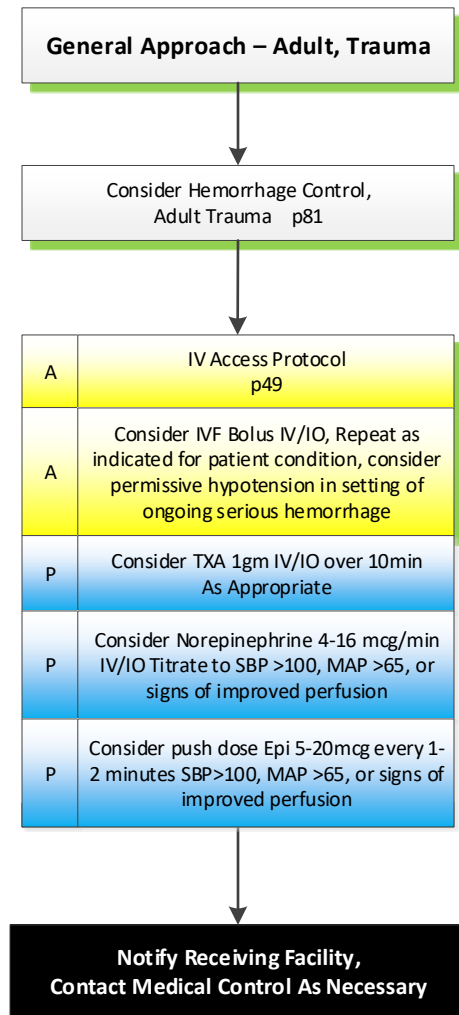 General Approach – Adult, Trauma
Consider Hemorrhage Control,
Adult Trauma p81
A
IV Access Protocol
p49
A
Consider IVF Bolus IV/IO, Repeat as
indicated for patient condition, consider
permissive hypotension in setting of
ongoing serious hemorrhage
P
Consider TXA 1gm IV/IO over 10min
As Appropriate
P
Consider Norepinephrine 4-16 mcg/min
IV/IO Titrate to SBP >100, MAP >65, or
signs of improved perfusion
P
Consider push dose Epi 5-20mcg every 1-
2 minutes SBP>100, MAP >65, or signs of
improved perfusion
Notify Receiving Facility,
Contact Medical Control As Necessary